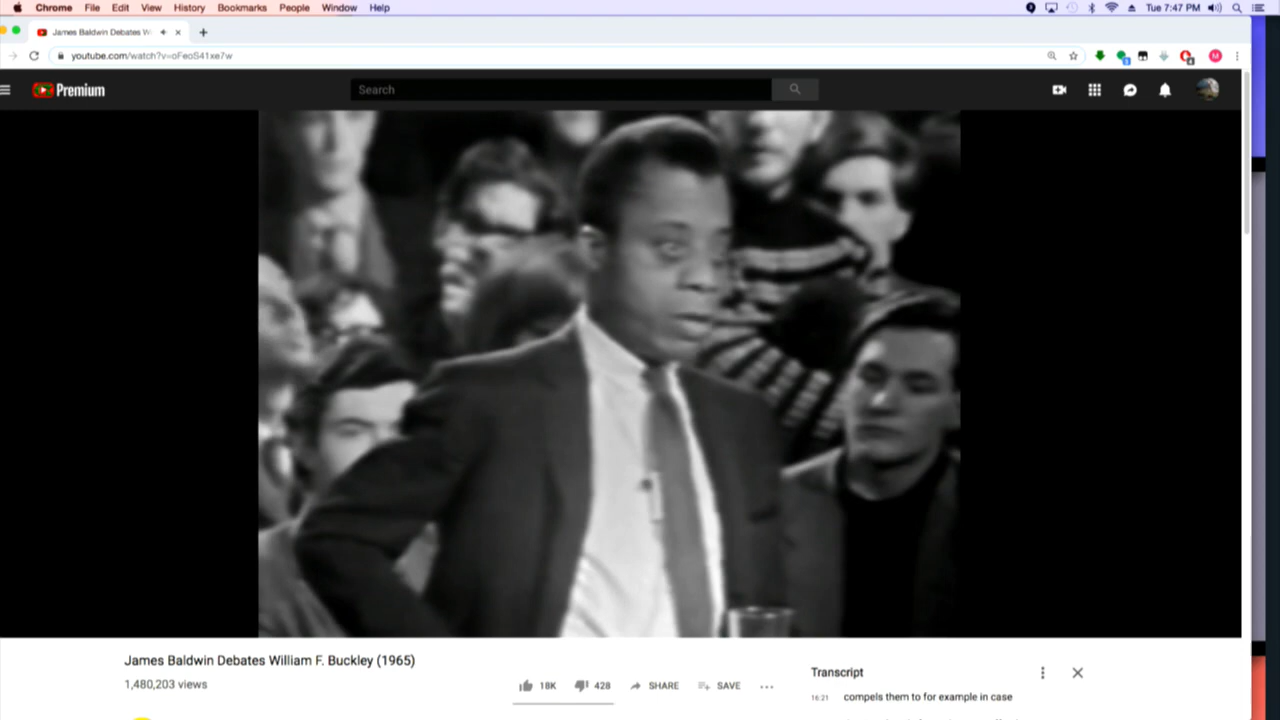 Chrome File Edit View History Bookmarks People Window Help Tue 7:47 PM
James Baldwin Debates W
youtube.com/watch?v=oFeoS41xe7w
Premium
Search
James Baldwin Debates William F. Buckley (1965)
1,480,203 views
18K 428 SHARE SAVE
Transcript
16:21 compels them to for example in case